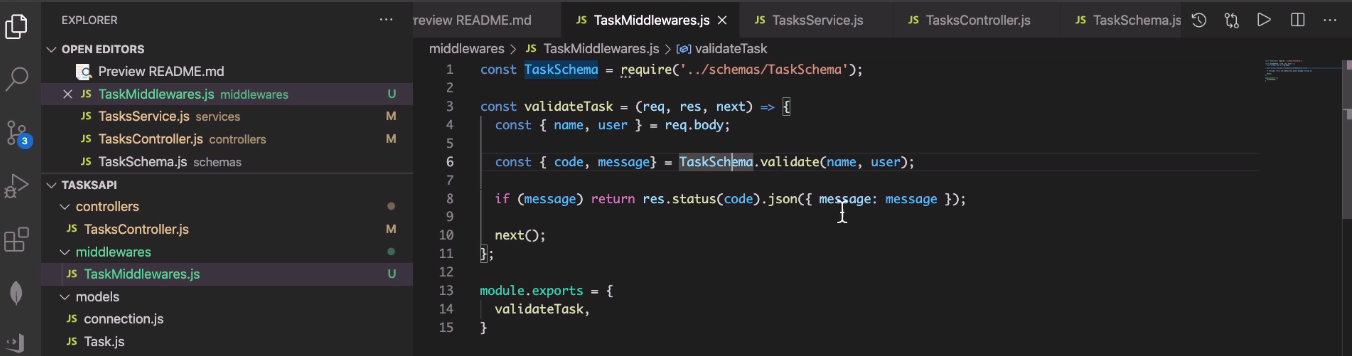 EXPLORER
review README.md
JS TaskMiddlewares.js
JS TasksService.js
JS TasksController.js
JS TaskSchema.js
OPEN EDITORS
Preview README.md
JS TaskMiddlewares.js middlewares U
JS TasksService.js services M
JS TasksController.js controllers M
JS TaskSchema.js schemas
TASKSAPI
controllers
JS TasksController.js M
middlewares
JS TaskMiddlewares.js U
models
JS connection.js
JS Task.js
3
middlewares > JS TaskMiddlewares.js > validateTask
1 const TaskSchema = require('../schemas/TaskSchema');
2
3 const validateTask = (req, res, next) => {
4 const { name, user } = req.body;
5
6 const { code, message} = TaskSchema.validate(name, user);
7
8 if (message) return res.status(code).json({ message: message });
9
10 next();
11 };
12
13 module.exports = {
14 validateTask,
15 }